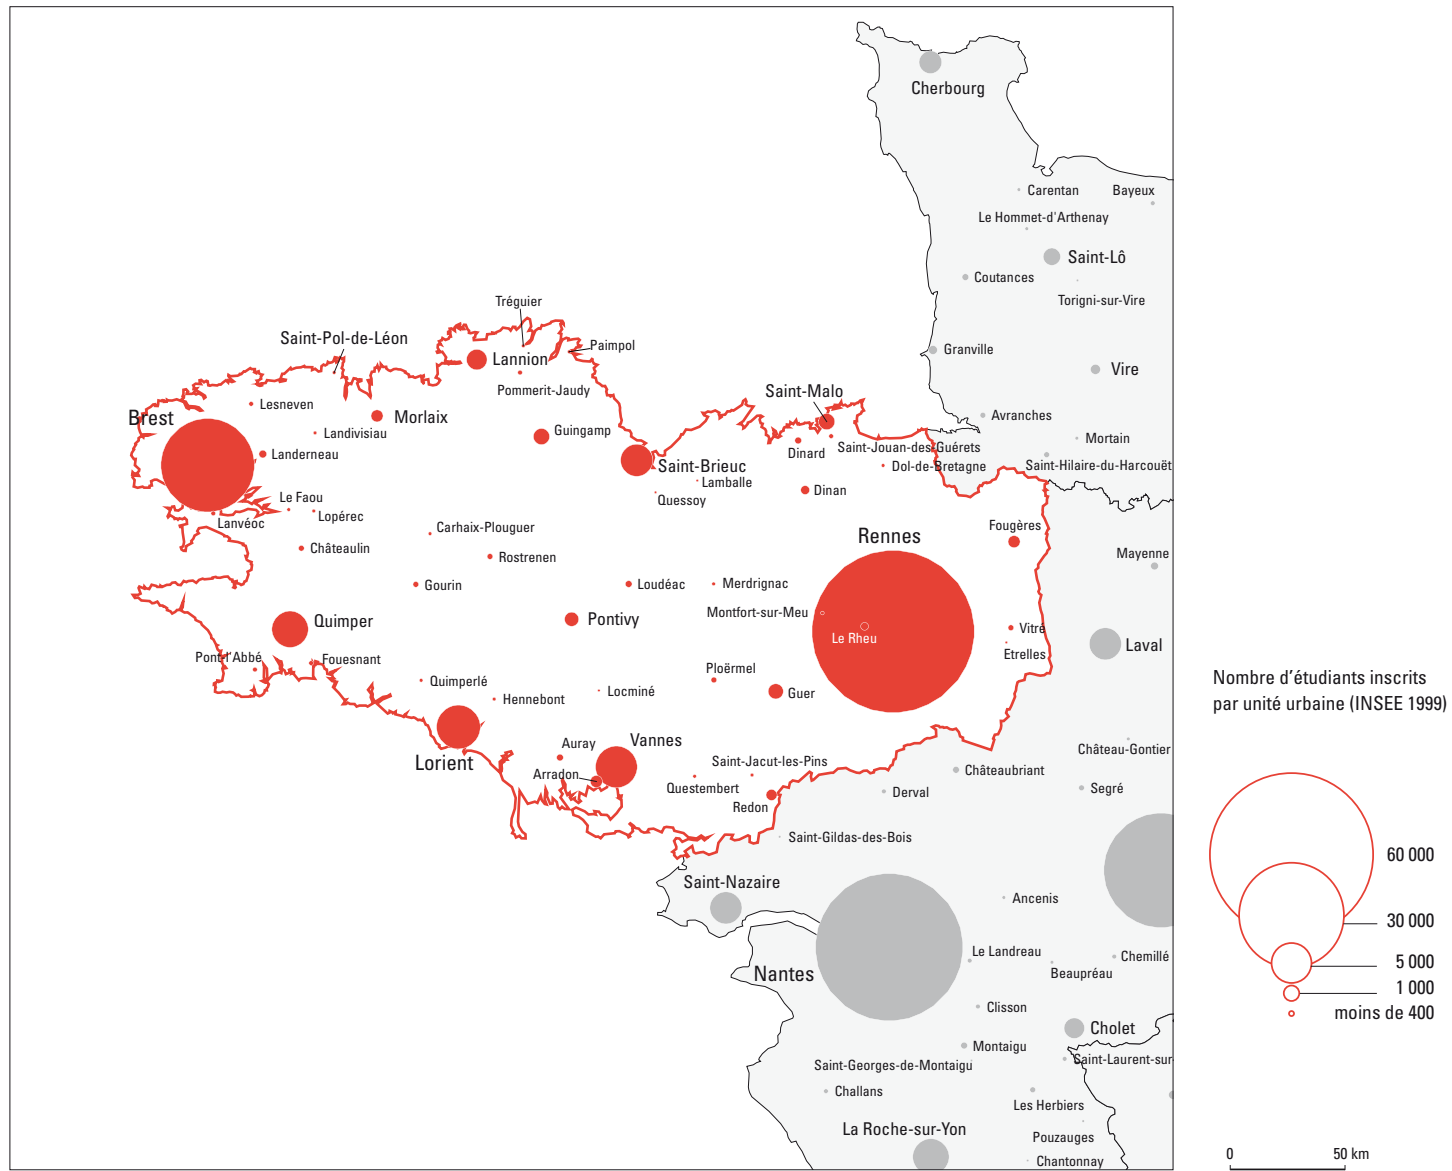 Cherbourg
Carentan
Bayeux
Le Hommet-d'Arthenay
Saint-Lô
Coutances
Torigni-sur-Vire
Tréguier
Saint-Pol-de-Léon
Paimpol
Granville
Lannion
Vire
Pommerit-Jaudy
Saint-Malo
Lesneven
Brest
Morlaix
Avranches
Guingamp
Landivisiau
Mortain
Saint-Jouan-des-Guérets
Landerneau
Dinard
Saint-Brieuc
Dol-de-Bretagne
Saint-Hilaire-du-Harcouët
Lamballe
Dinan
Quessoy
Le Faou
Lopérec
Lanvéoc
Carhaix-Plouguer
Fougères
Rennes
Châteaulin
Rostrenen
Mayenne
Gourin
Loudéac
Merdrignac
Montfort-sur-Meu
Quimper
Pontivy
Vitré
Le Rheu
Laval
Etrelles
Pont-l'Abbé
Fouesnant
Ploërmel
Quimperlé
Locminé
Guer
Hennebont
Nombre d'étudiants inscrits
par unité urbaine (INSEE 1999)
Vannes
Auray
Château-Gontier
Lorient
Saint-Jacut-les-Pins
Arradon
Châteaubriant
Questembert
Derval
Segré
Redon
Saint-Gildas-des-Bois
60 000
Saint-Nazaire
Ancenis
30 000
Le Landreau
Chemillé
5 000
Nantes
Beaupréau
1 000
Clisson
moins de 400
Cholet
Montaigu
Saint-Laurent-sur-
Saint-Georges-de-Montaigu
Challans
Les Herbiers
La Roche-sur-Yon
Pouzauges
Chantonnay
0
50 km